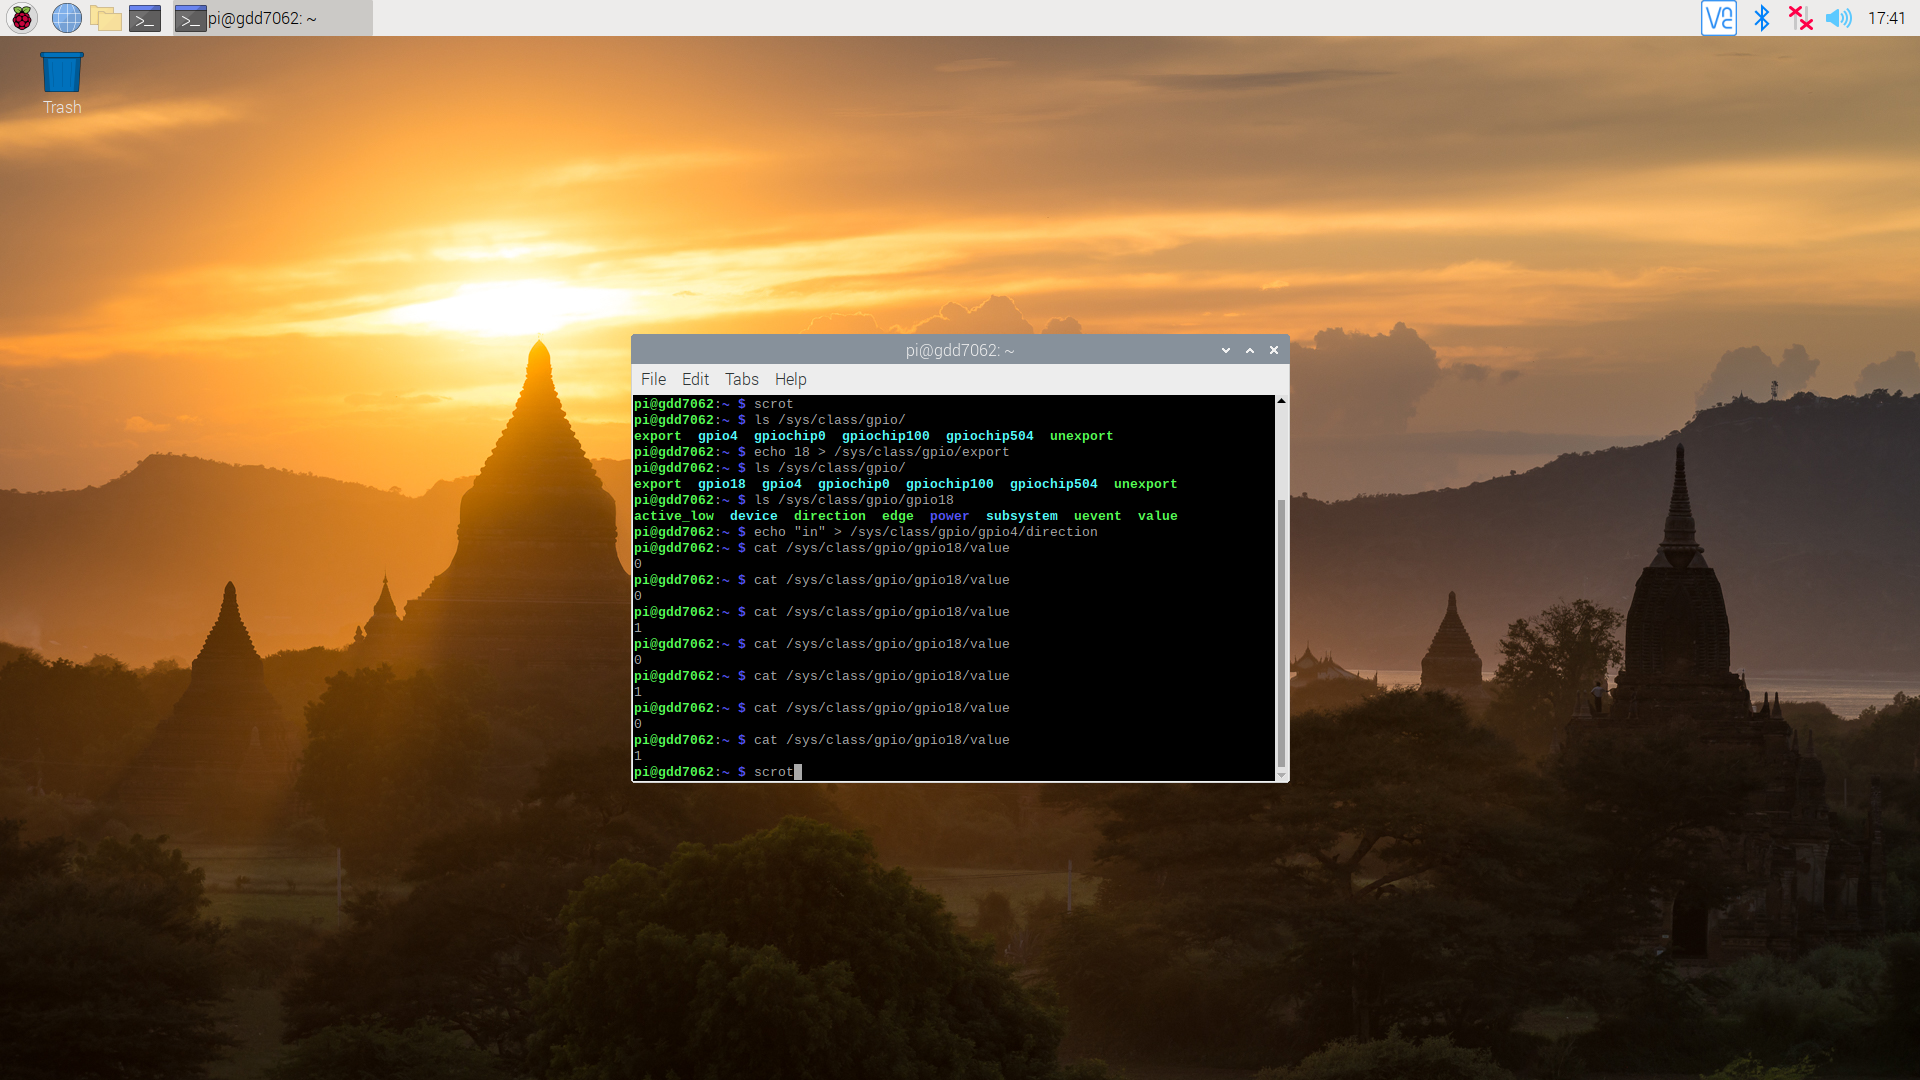 pi@gdd7062: ~
17:41
Trash
pi@gdd7062: ~
File Edit Tabs Help
pi@gdd7062:~ $ scrot
pi@gdd7062:~ $ ls /sys/class/gpio/
export  gpio4  gpiochip0  gpiochip100  gpiochip504  unexport
pi@gdd7062:~ $ echo 18 > /sys/class/gpio/export
pi@gdd7062:~ $ ls /sys/class/gpio/
export  gpio18  gpio4  gpiochip0  gpiochip100  gpiochip504  unexport
pi@gdd7062:~ $ ls /sys/class/gpio/gpio18
active_low  device  direction  edge  power  subsystem  uevent  value
pi@gdd7062:~ $ echo "in" > /sys/class/gpio/gpio4/direction
pi@gdd7062:~ $ cat /sys/class/gpio/gpio18/value
0
pi@gdd7062:~ $ cat /sys/class/gpio/gpio18/value
0
pi@gdd7062:~ $ cat /sys/class/gpio/gpio18/value
1
pi@gdd7062:~ $ cat /sys/class/gpio/gpio18/value
0
pi@gdd7062:~ $ cat /sys/class/gpio/gpio18/value
1
pi@gdd7062:~ $ cat /sys/class/gpio/gpio18/value
0
pi@gdd7062:~ $ cat /sys/class/gpio/gpio18/value
1
pi@gdd7062:~ $ scrot